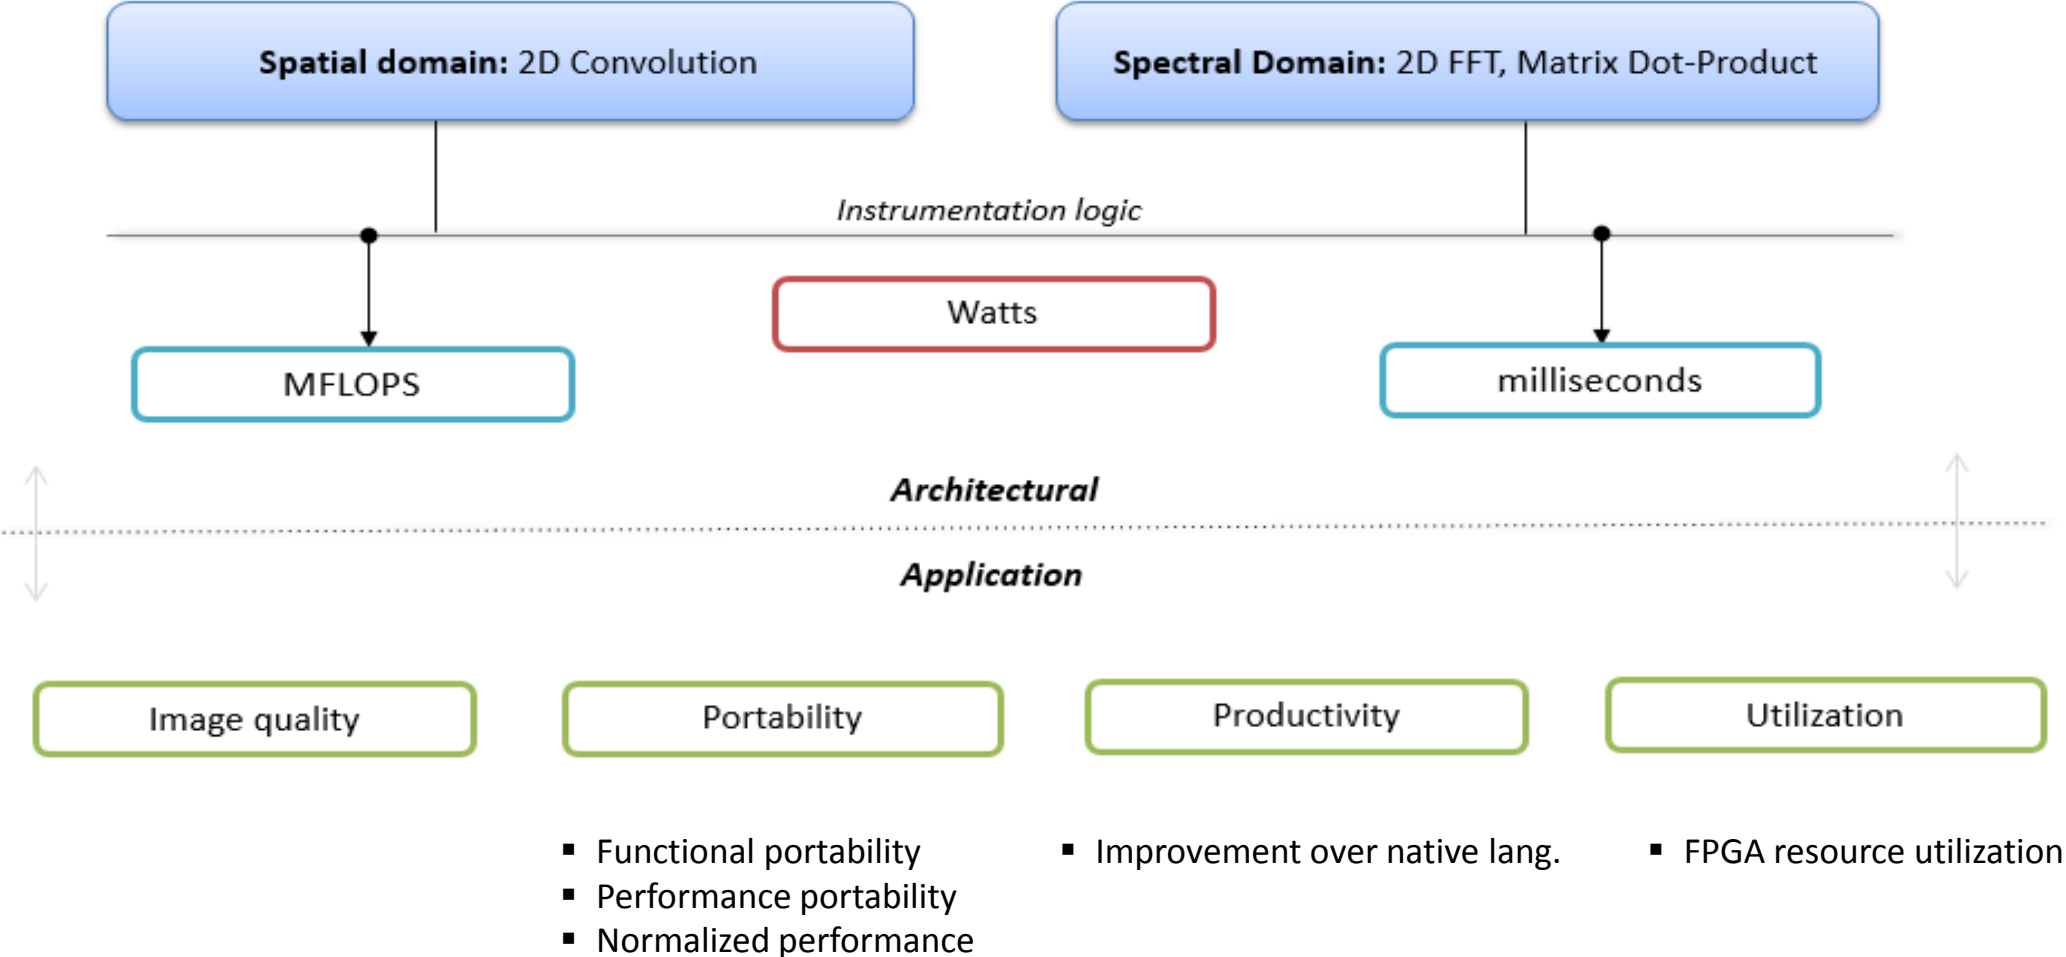 Spatial domain: 2D Convolution
Spectral Domain: 2D FFT, Matrix Dot-Product
Instrumentation logic
Watts
MFLOPS
milliseconds
Architectural
Application
Image quality
Portability
Productivity
Utilization
▪ Functional portability
▪ Performance portability
▪ Normalized performance
▪ Improvement over native lang.
▪ FPGA resource utilization